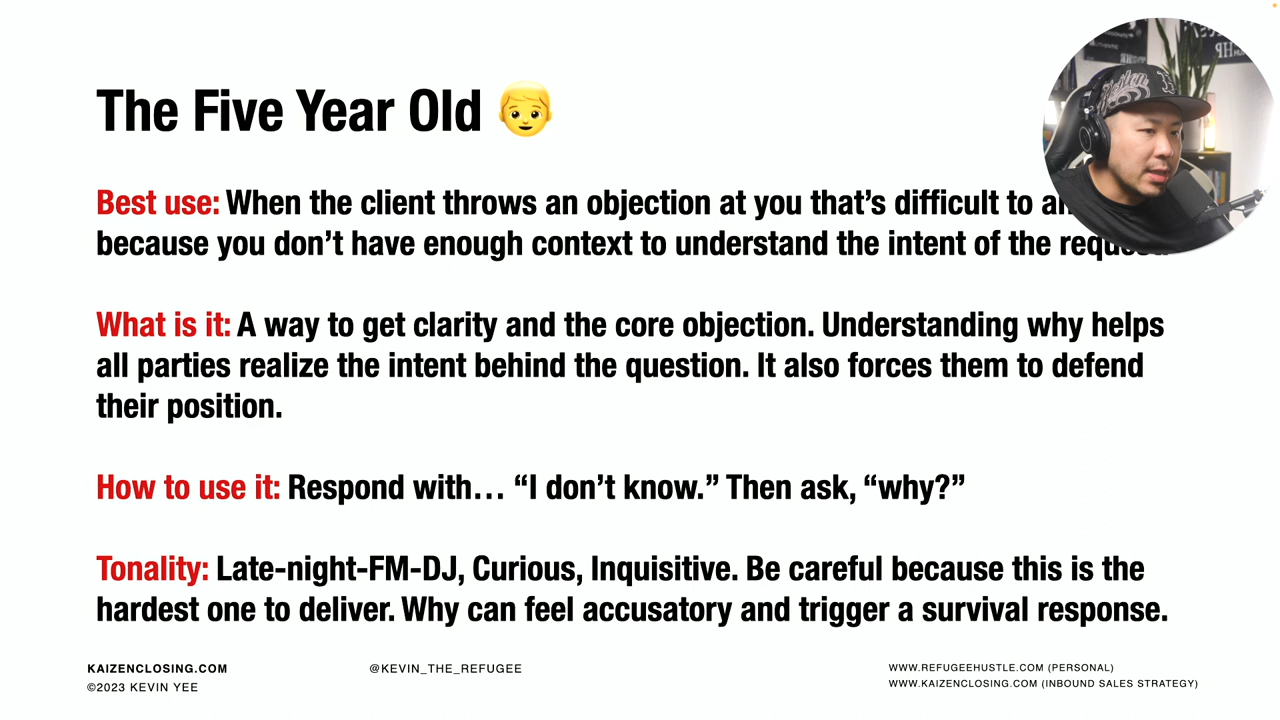 The Five Year Old
Best use: When the client throws an objection at you that’s difficult to
because you don’t have enough context to understand the intent of the
What is it: A way to get clarity and the core objection. Understanding why helps
all parties realize the intent behind the question. It also forces them to defend
their position.
How to use it: Respond with… “I don’t know.” Then ask, “why?”
Tonality: Late-night-FM-DJ, Curious, Inquisitive. Be careful because this is the
hardest one to deliver. Why can feel accusatory and trigger a survival response.
KAIZENCLOSING.COM
©2023 KEVIN YEE
@KEVIN_THE_REFUGEE
WWW.REFUGEEHUSTLE.COM (PERSONAL)
WWW.KAIZENCLOSING.COM (INBOUND SALES STRATEGY)